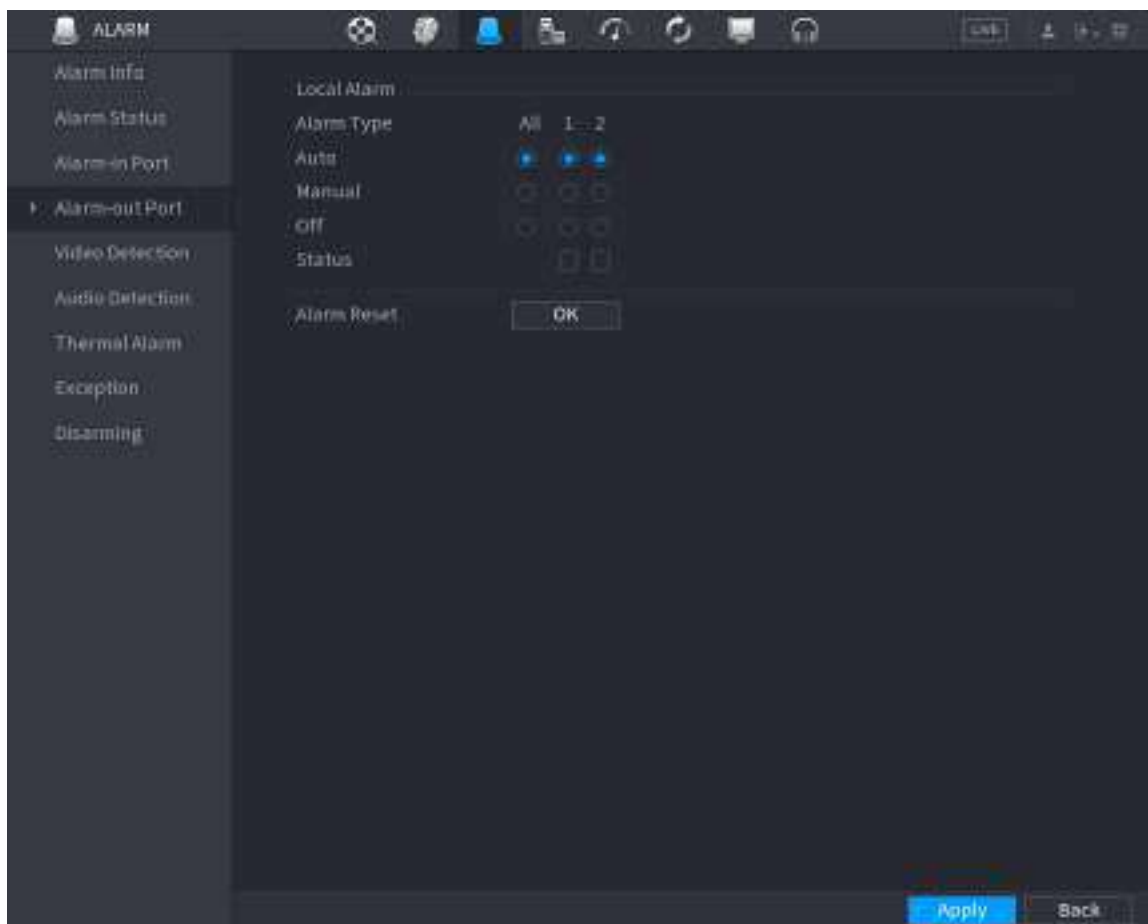 ALARM
LIVE
Alarm Info
Alarm Status
Alarm-in Port
Alarm-out Port
Video Detection
Audio Detection
Thermal Alarm
Exception
Disarming
Local Alarm
Alarm Type All 1 2
Auto
Manual
Off
Status
Alarm Reset OK
Apply Back